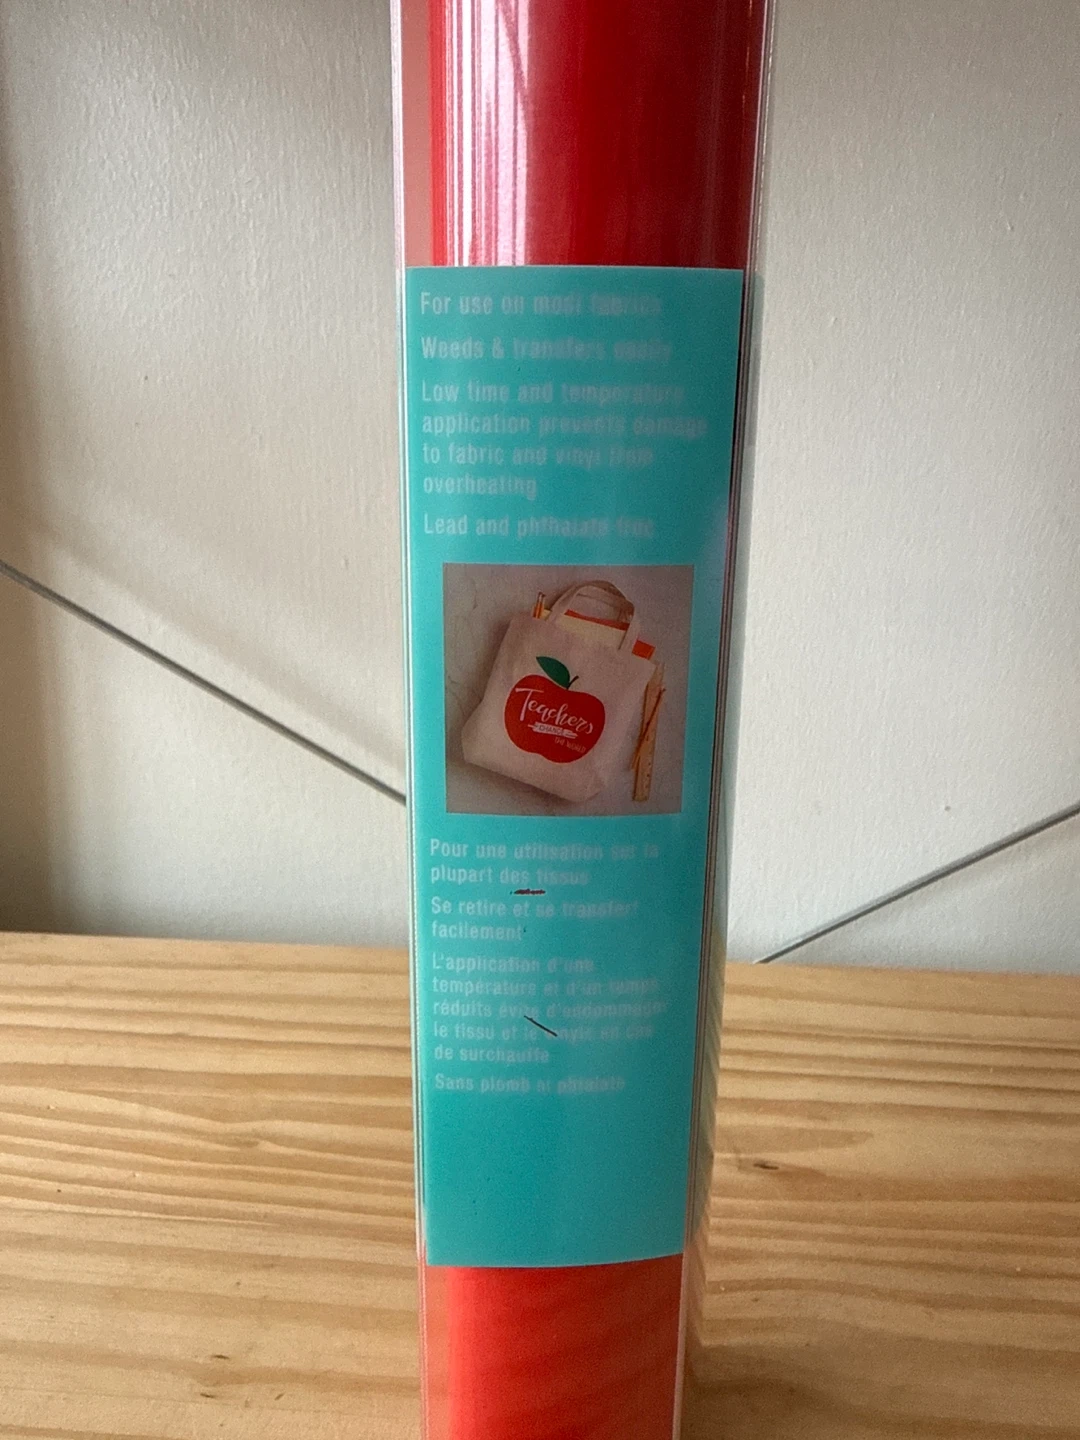 For use on most fabrics
Weeds & transfers easily
Low time and temperature
application prevents damage
to fabric and vinyl from
overheating
Lead and phthalate free
Teachers
CHANGE
THE WORLD
Pour une utilisation sur la
plupart des tissus
Se retire et se transfert
facilement
L'application d'une
température et d'un temps
réduits évite d'endommager
le tissu et le vinyle en cas
de surchauffe
Sans plomb ni phtalate